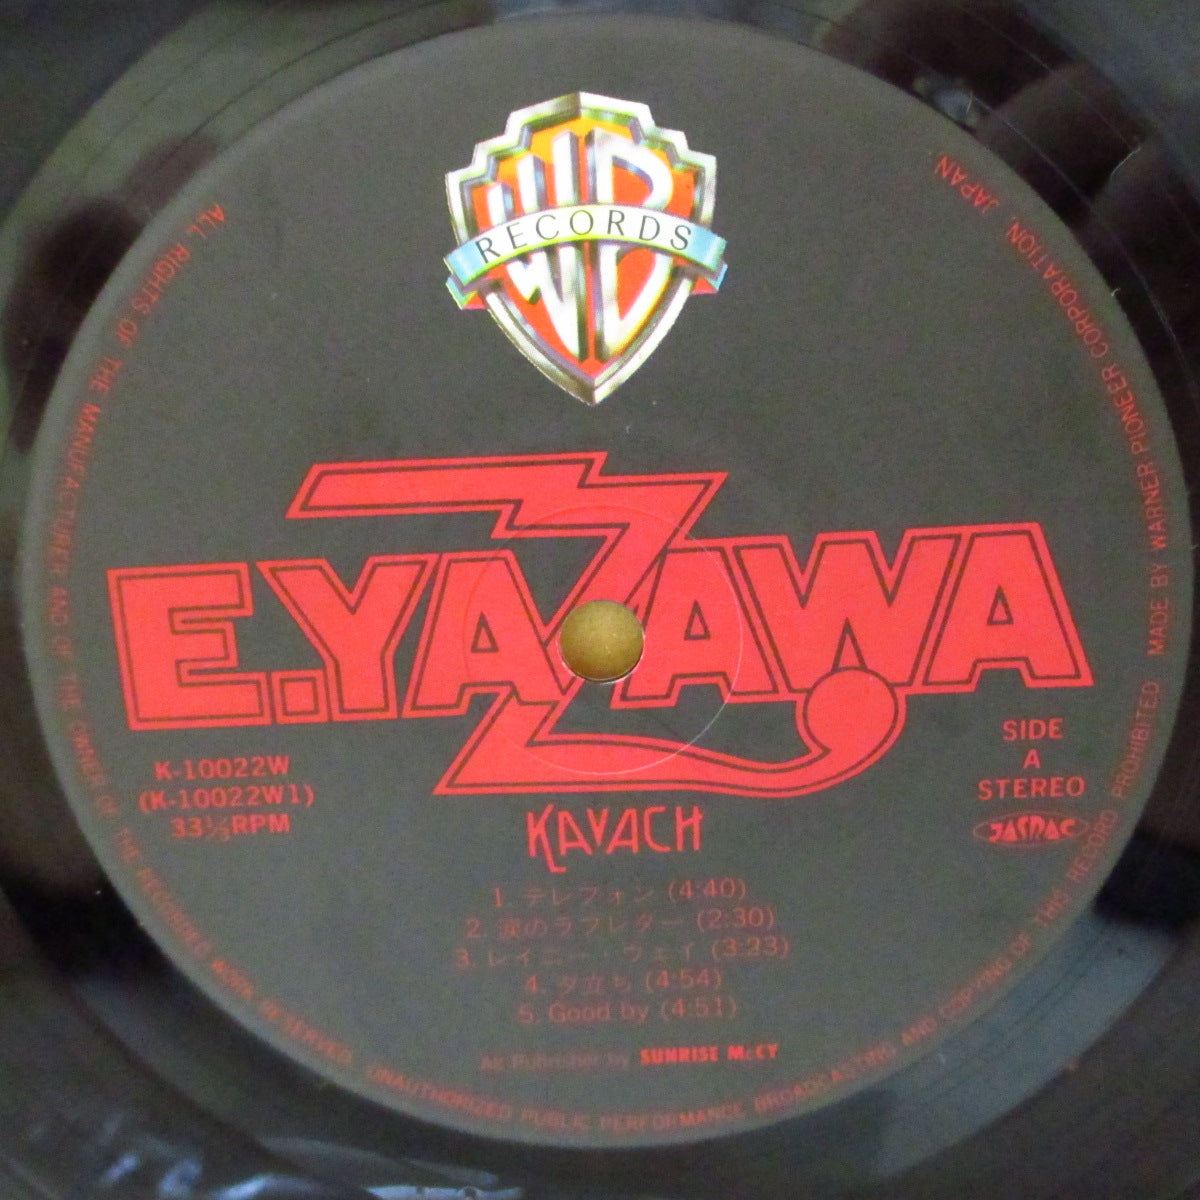 WB
RECORDS
E.YAZAWA
K-10022W
(K-10022W1)
33⅓RPM
SIDE
A
STEREO
JASRAC
KAVACH
1. テレフォン (4:40)
2. 涙のラブレター (2:30)
3. レイニー・ウェイ (3:23)
4. 夕立ち (4:54)
5. Good by (4:51)
All Publisher by SUNRISE McCY
ALL RIGHTS OF THE MANUFACTURER AND OF THE OWNER OF THE RECORDED WORK RESERVED. UNAUTHORIZED PUBLIC PERFORMANCE BROADCASTING AND COPYING OF THIS RECORD PROHIBITED MADE BY WARNER-PIONEER CORPORATION, JAPAN.